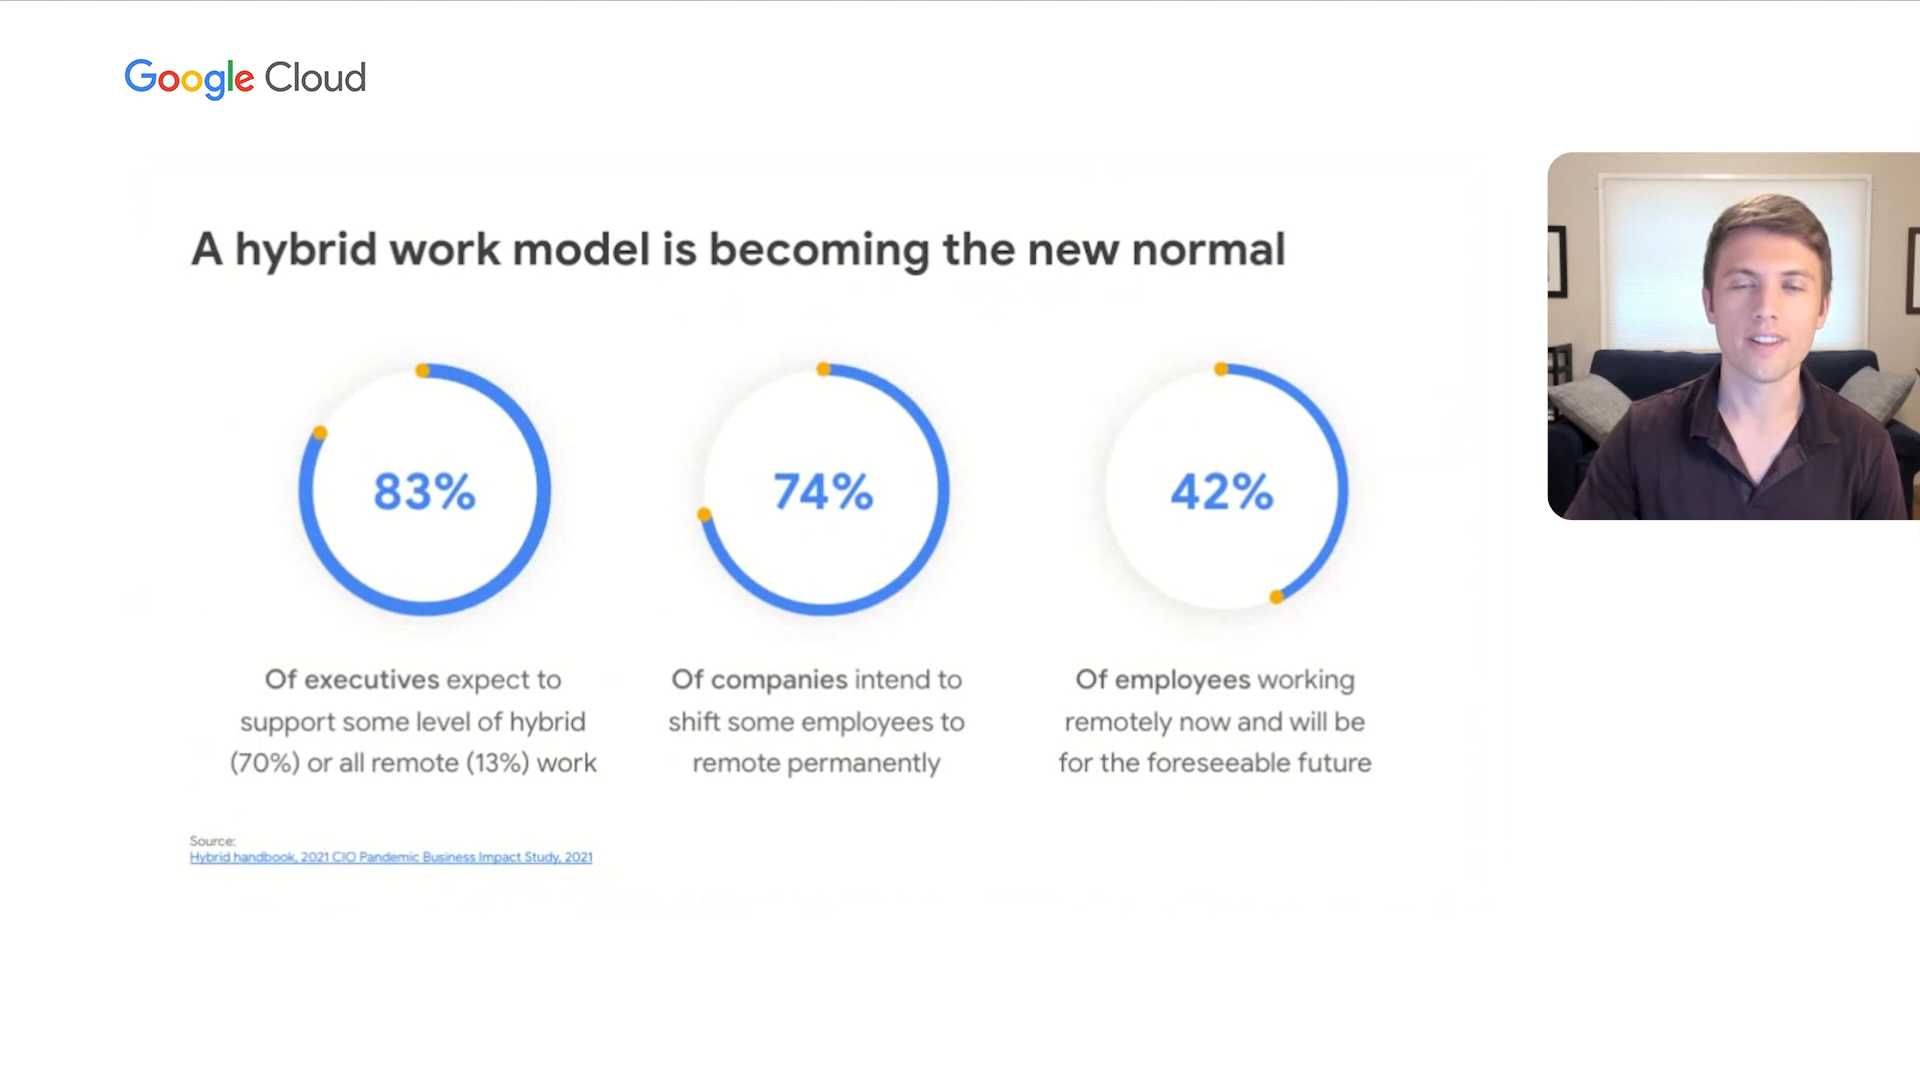 Google Cloud
A hybrid work model is becoming the new normal
83%
74%
42%
Of executives expect to
support some level of hybrid
(70%) or all remote (13%) work
Of companies intend to
shift some employees to
remote permanently
Of employees working
remotely now and will be
for the foreseeable future
Source:
Hybrid handbook, 2021 CIO Pandemic Business Impact Study, 2021